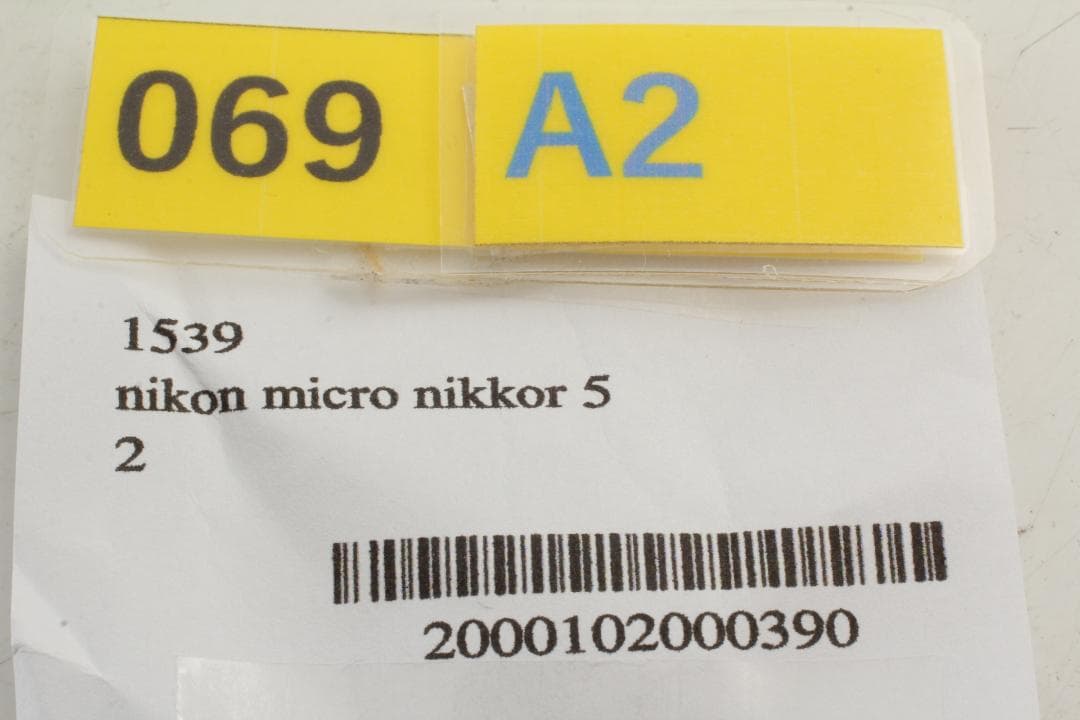 069 A2
1539
nikon micro nikkor 5
2
2000102000390